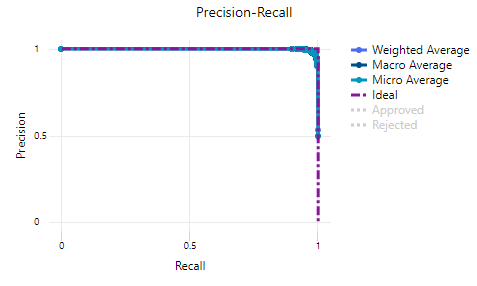 Precision-Recall
Weighted Average
Macro Average
Micro Average
Ideal
Approved
Rejected
Precision
1
0.5
0
0
0.5
1
Recall